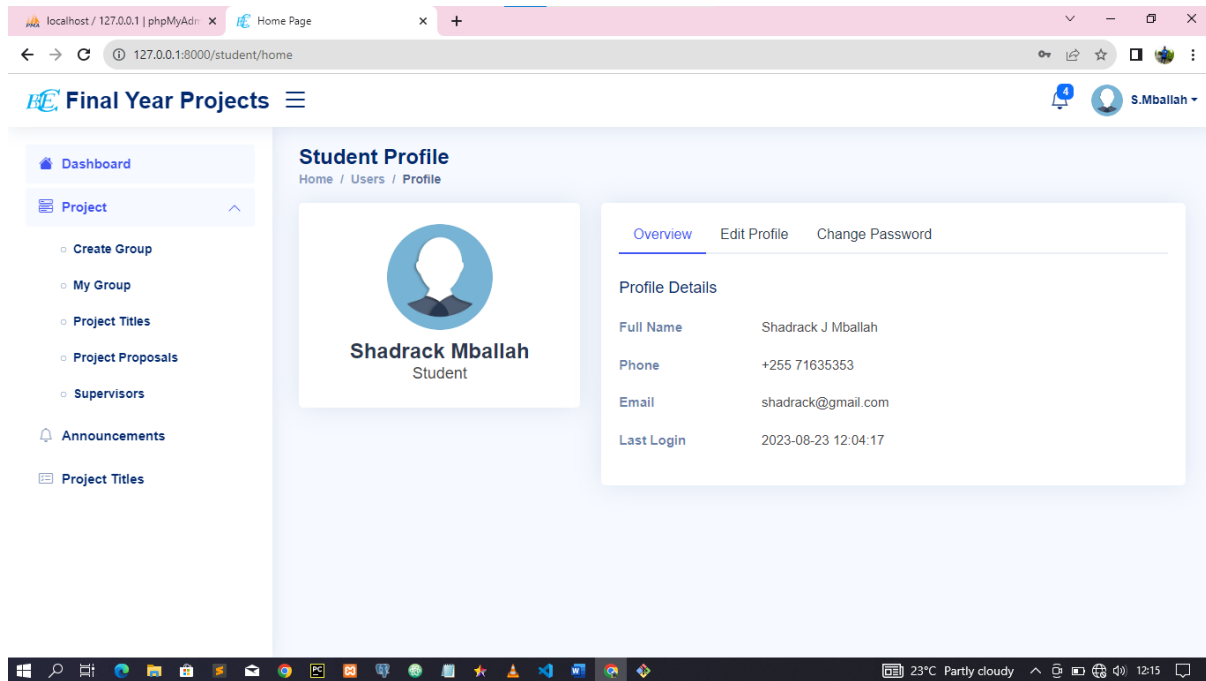 localhost / 127.0.0.1 | phpMyAdm
Home Page
127.0.0.1:8000/student/home
Final Year Projects
4
S.Mballah
Dashboard
Project
Create Group
My Group
Project Titles
Project Proposals
Supervisors
Announcements
Project Titles
Student Profile
Home / Users / Profile
Shadrack Mballah
Student
Overview Edit Profile Change Password
Profile Details
Full Name Shadrack J Mballah
Phone +255 71635353
Email shadrack@gmail.com
Last Login 2023-08-23 12:04:17
23°C Partly cloudy 12:15